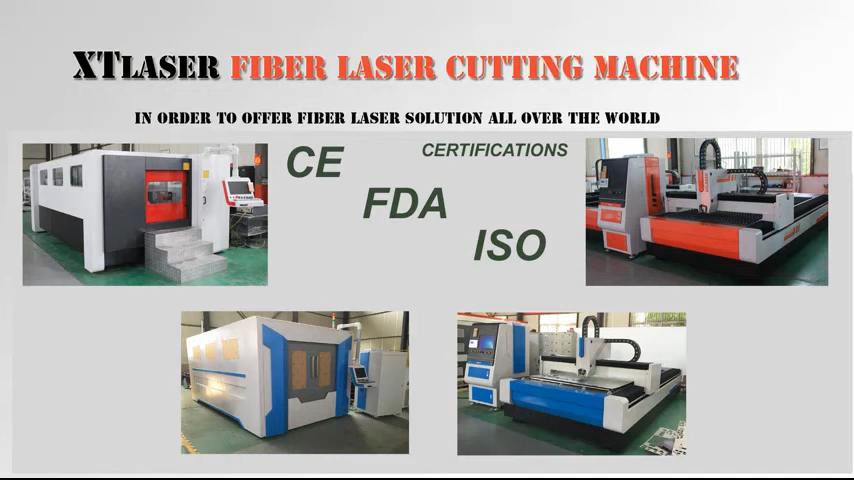 XTLASER FIBER LASER CUTTING MACHINE
IN ORDER TO OFFER FIBER LASER SOLUTION ALL OVER THE WORLD
CERTIFICATIONS
CE
FDA
ISO